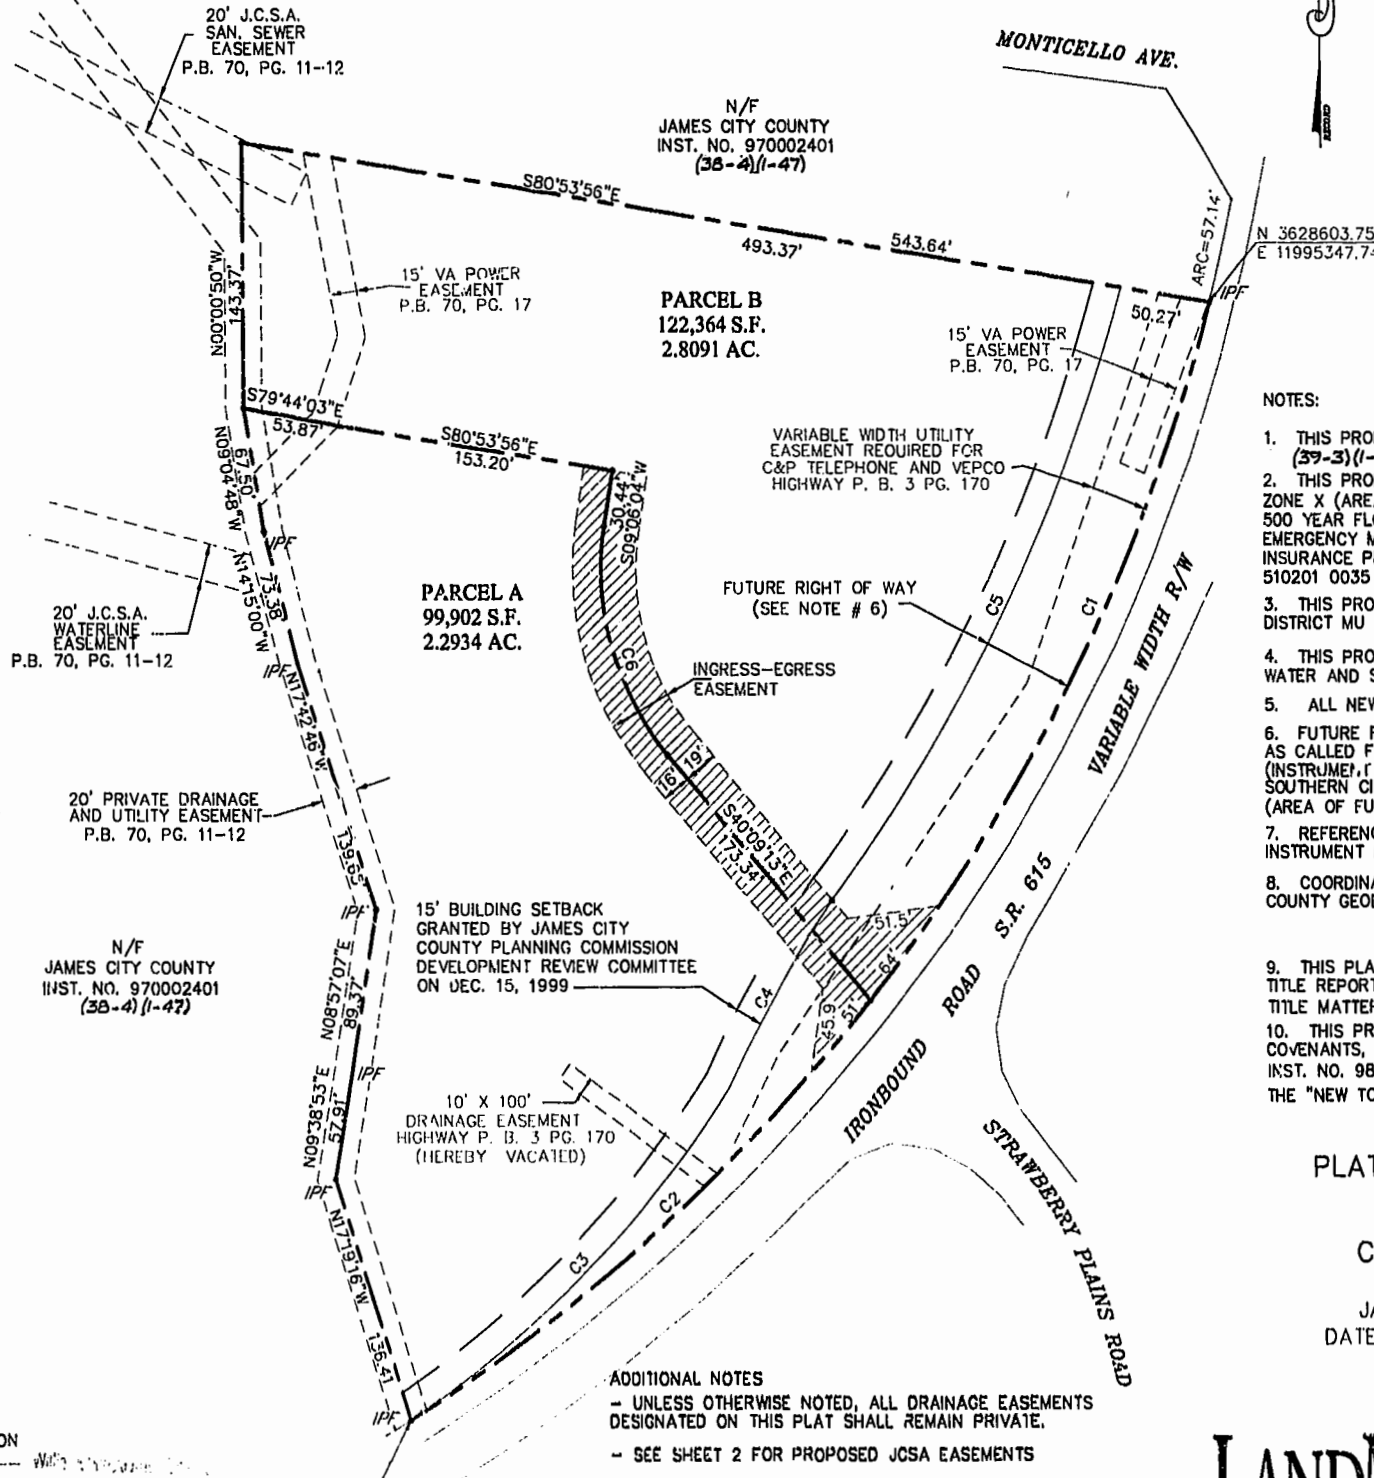 20' J.C.S.A.
SAN. SEWER
EASEMENT
P.B. 70, PG. 11-12
MONTICELLO AVE.
N/F
JAMES CITY COUNTY
INST. NO. 970002401
(38-4)(1-47)
S80°53'56"E
493.37'
543.64'
ARC=57.14'
N 3628603.75
E 11995347.7
IPF
50.27'
N00°00'50"W
143.37'
15' VA POWER
EASEMENT
P.B. 70, PG. 17
PARCEL B
122,364 S.F.
2.8091 AC.
15' VA POWER
EASEMENT
P.B. 70, PG. 17
S79°44'03"E
53.87'
S80°53'56"E
153.20'
30.44'
S09°06'04"W
VARIABLE WIDTH UTILITY
EASEMENT REQUIRED FOR
C&P TELEPHONE AND VEPCO
HIGHWAY P. B. 3 PG. 170
N09°04'48"W
67.50'
IPF
N14°15'00"W
73.38
IPF
20' J.C.S.A.
WATERLINE
EASEMENT
P.B. 70, PG. 11-12
PARCEL A
99,902 S.F.
2.2934 AC.
FUTURE RIGHT OF WAY
(SEE NOTE # 6)
C5
C1
VARIABLE WIDTH R/W
C6
INGRESS-EGRESS
EASEMENT
N17°42'46"W
139.65'
16'
19'
S40°09'13"E
173.34'
20' PRIVATE DRAINAGE
AND UTILITY EASEMENT
P.B. 70, PG. 11-12
IPF
15' BUILDING SETBACK
GRANTED BY JAMES CITY
COUNTY PLANNING COMMISSION
DEVELOPMENT REVIEW COMMITTEE
ON DEC. 15, 1999
51.5'
64'
45.9
C4
S.R. 615
IRONBOUND ROAD
N/F
JAMES CITY COUNTY
INST. NO. 970002401
(38-4)(1-47)
N08°57'07"E
89.37'
IPF
N09°38'53"E
57.91'
IPF
10' X 100'
DRAINAGE EASEMENT
HIGHWAY P. B. 3 PG. 170
(HEREBY VACATED)
C2
C3
STRAWBERRY PLAINS ROAD
N17°19'16"W
136.41
IPF
ADDITIONAL NOTES
- UNLESS OTHERWISE NOTED, ALL DRAINAGE EASEMENTS
DESIGNATED ON THIS PLAT SHALL REMAIN PRIVATE.
- SEE SHEET 2 FOR PROPOSED JCSA EASEMENTS
NOTES:
1. THIS PRO
(39-3)(1-
2. THIS PRO
ZONE X (ARE
500 YEAR FL
EMERGENCY M
INSURANCE P
510201 0035
3. THIS PRO
DISTRICT MU
4. THIS PRO
WATER AND S
5. ALL NEW
6. FUTURE R
AS CALLED F
(INSTRUMENT
SOUTHERN CI
(AREA OF FU
7. REFERENC
INSTRUMENT
8. COORDINA
COUNTY GEO
9. THIS PLA
TITLE REPORT
TITLE MATTER
10. THIS PR
COVENANTS,
INST. NO. 98
THE "NEW TO
PLAT
C
JA
DATE
ON
LAND